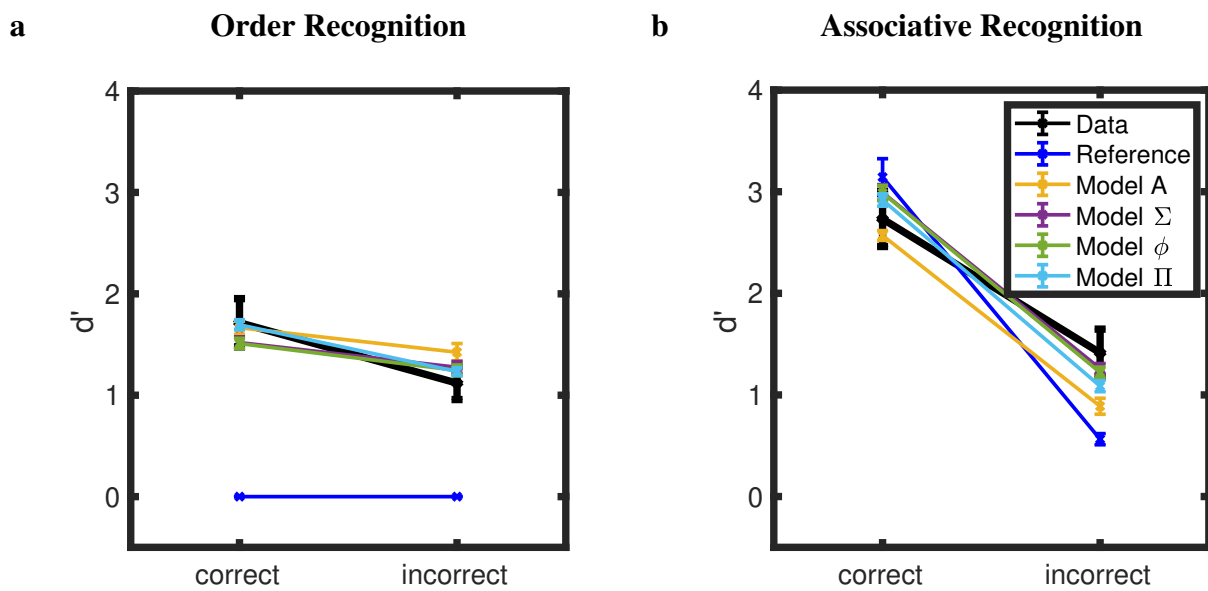 a Order Recognition
4
3
2
1
0
d'
correct incorrect
b Associative Recognition
4
3
2
1
0
d'
correct incorrect
Data
Reference
Model A
Model Σ
Model ϕ
Model Π